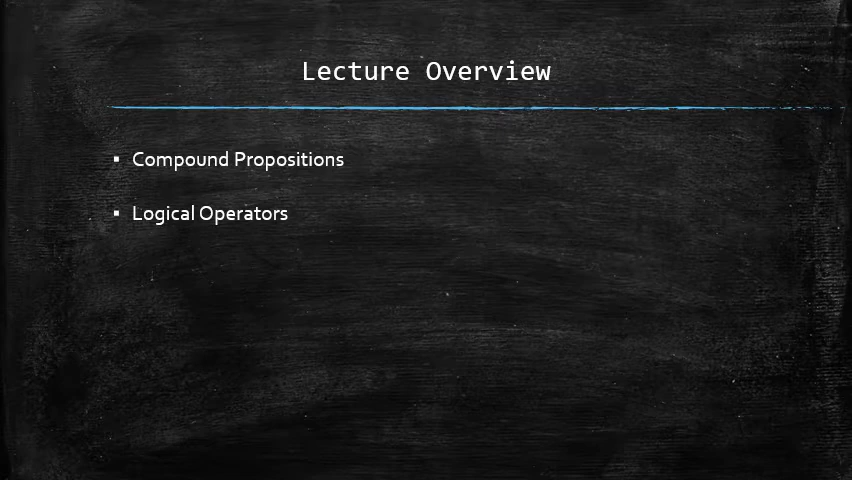 Lecture Overview
▪ Compound Propositions
▪ Logical Operators